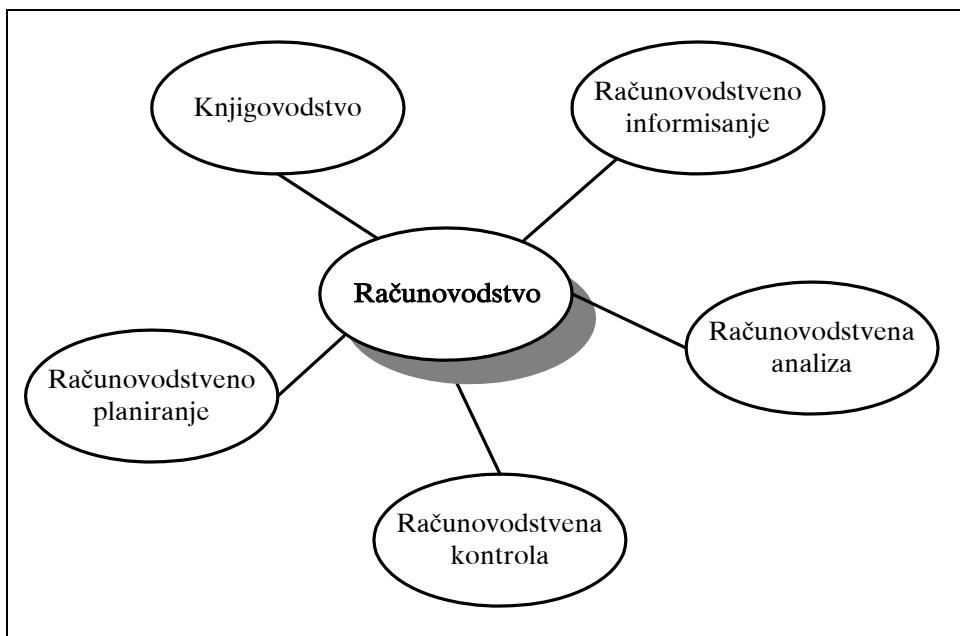 Knjigovodstvo
Računovodstveno
informisanje
Računovodstvo
Računovodstvena
analiza
Računovodstveno
planiranje
Računovodstvena
kontrola